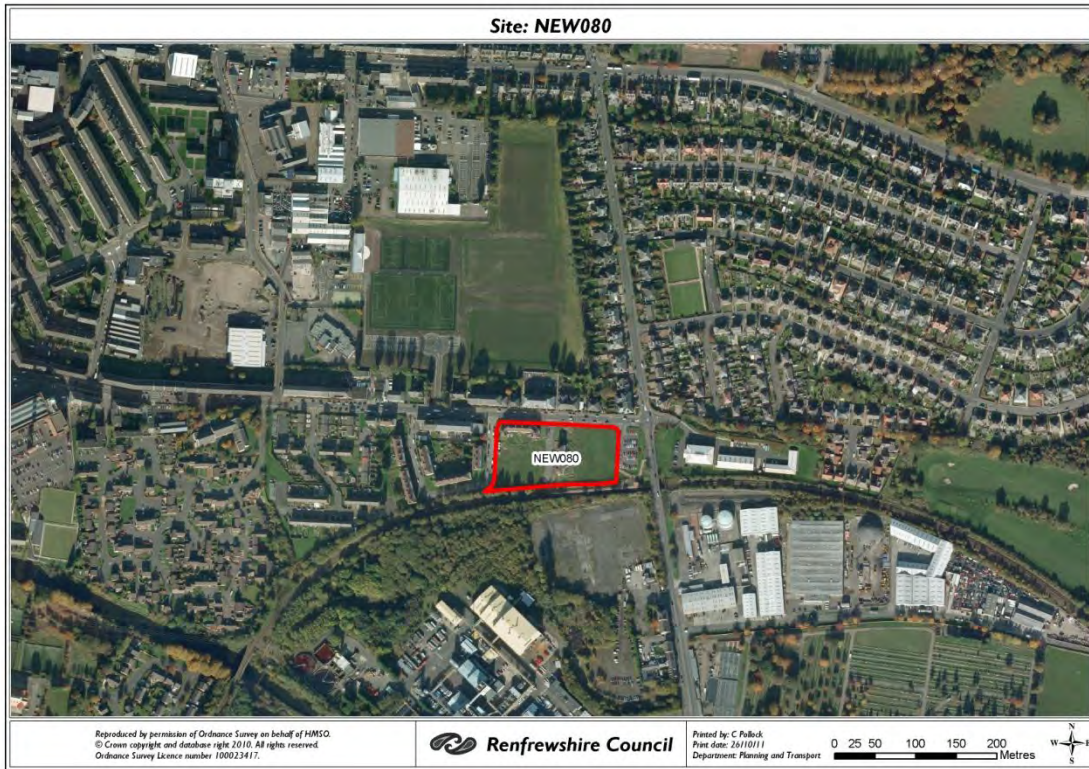 Site: NEW080
NEW080
Reproduced by permission of Ordnance Survey on behalf of HMSO.
© Crown copyright and database right 2010. All rights reserved.
Ordnance Survey Licence number 100023417.
Renfrewshire Council
Printed by: C Pollock
Print date: 26/10/11
Department: Planning and Transport
0 25 50 100 150 200
Metres
N
W E
S